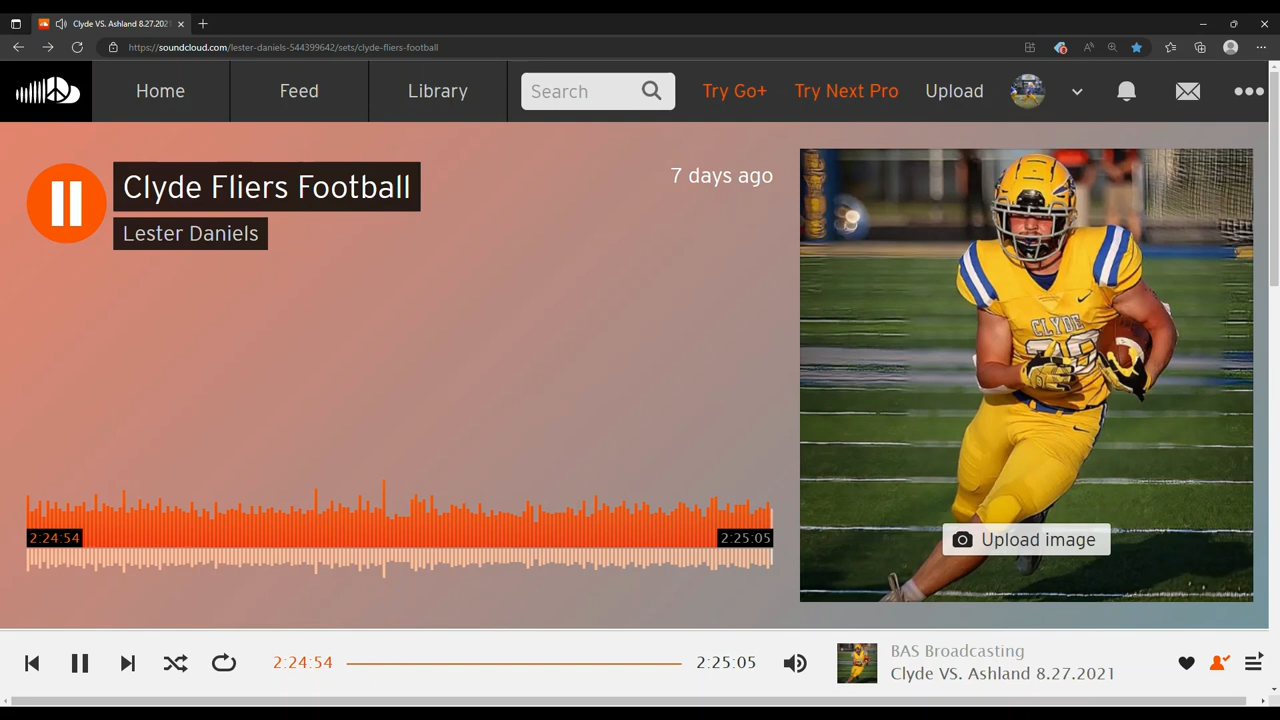 Clyde VS. Ashland 8.27.2021
https://soundcloud.com/lester-daniels-544399642/sets/clyde-fliers-football
Home
Feed
Library
Search
Try Go+
Try Next Pro
Upload
Clyde Fliers Football
7 days ago
Lester Daniels
CLYDE
2:24:54
2:25:05
Upload image
2:24:54
2:25:05
BAS Broadcasting
Clyde VS. Ashland 8.27.2021